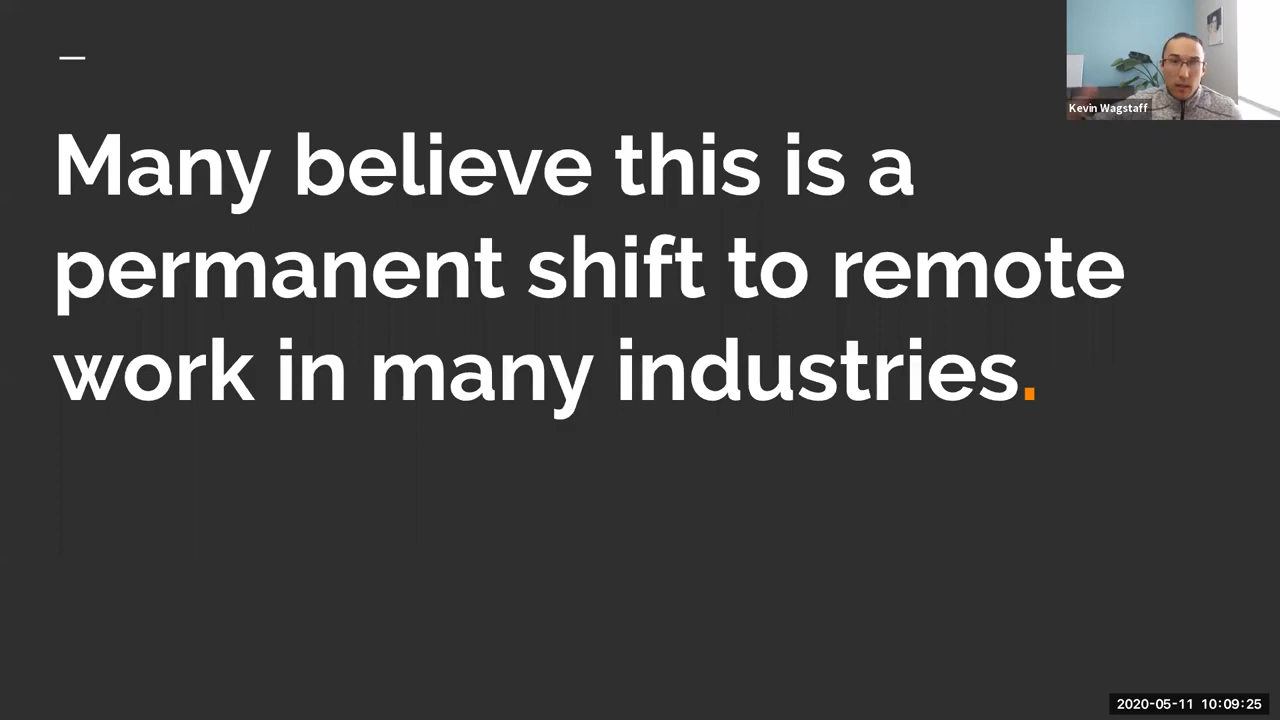 Kevin Wagstaff
Many believe this is a
permanent shift to remote
work in many industries.
2020-05-11 10:09:25